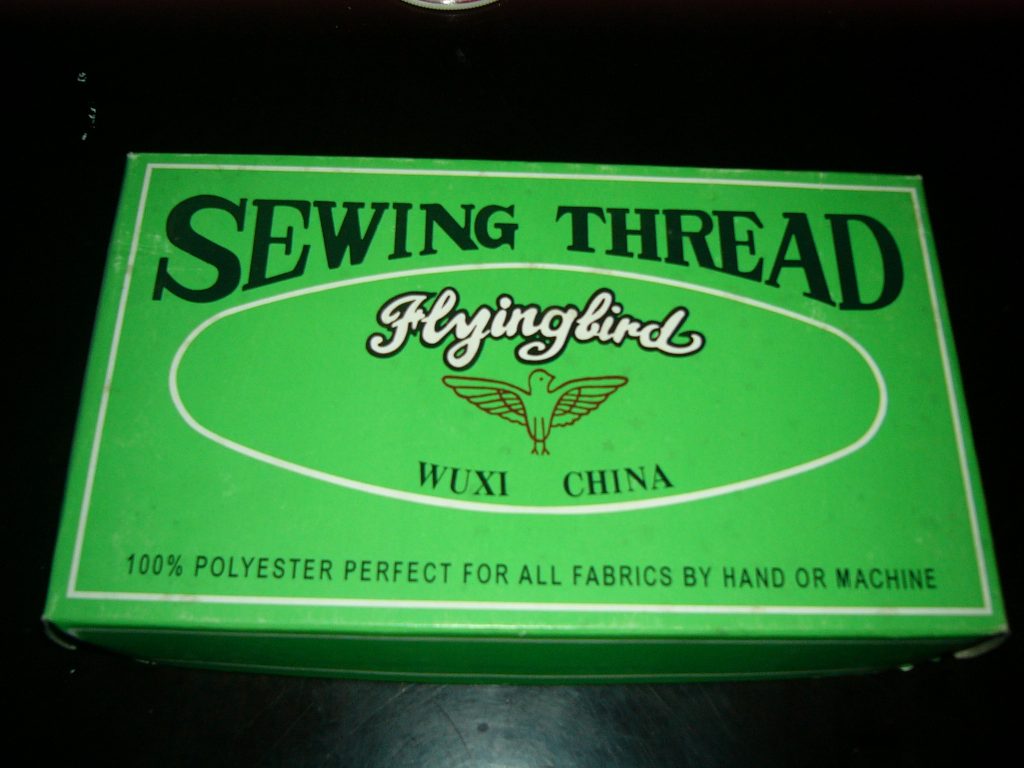 SEWING THREAD
Flyingbird
WUXI CHINA
100% POLYESTER PERFECT FOR ALL FABRICS BY HAND OR MACHINE